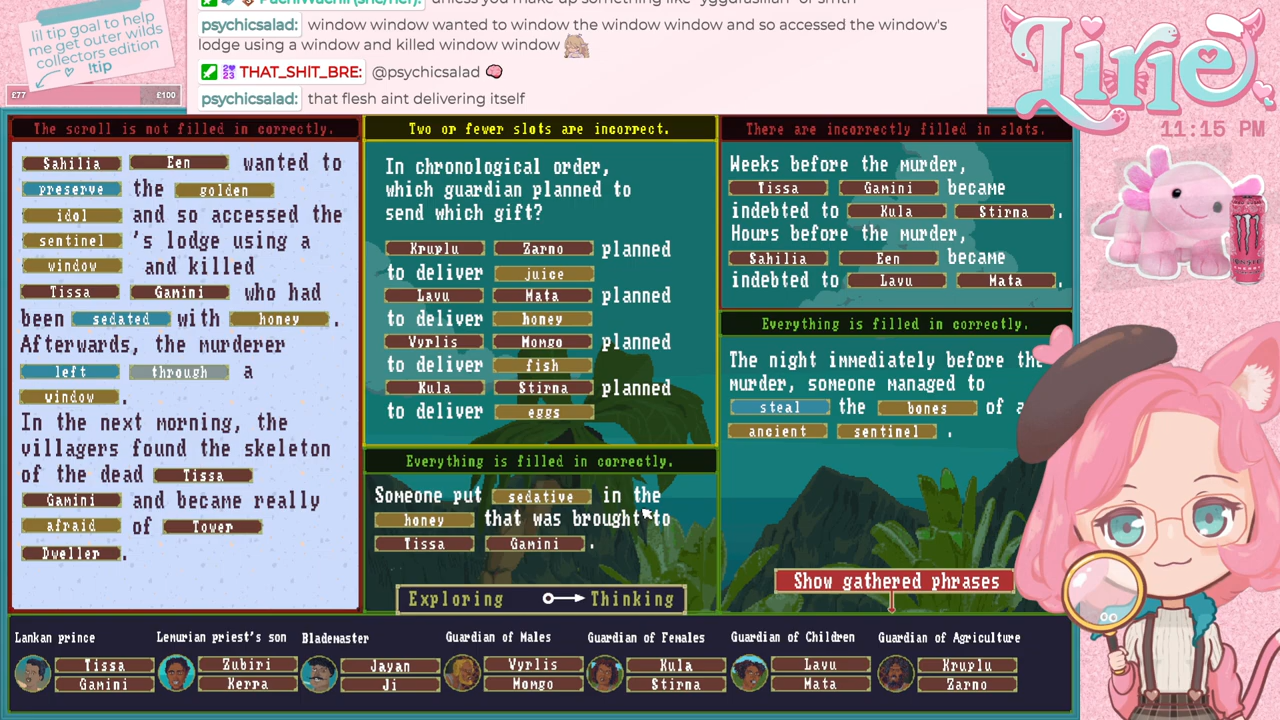 lil tip goal to help
me get outer wilds
collectors edition
!tip
£77
£100
unless you make up something like "yggdrasilian" or smth
psychicsalad: window window wanted to window the window window and so accessed the window's
lodge using a window and killed window window
THAT_SHIT_BRE: @psychicsalad
psychicsalad: that flesh aint delivering itself
Lirie
11:15 PM
The scroll is not filled in correctly.
Sahilia Een wanted to
preserve the golden
idol and so accessed the
sentinel 's lodge using a
window and killed
Tissa Gamini who had
been sedated with honey .
Afterwards, the murderer
left through a
window .
In the next morning, the
villagers found the skeleton
of the dead Tissa
Gamini and became really
afraid of Tower
Dweller .
Two or fewer slots are incorrect.
In chronological order,
which guardian planned to
send which gift?
Kruplu Zarno planned
to deliver juice
Lavu Mata planned
to deliver honey
Vyrlis Mongo planned
to deliver fish
Kula Stirna planned
to deliver eggs
Everything is filled in correctly.
Someone put sedative in the
honey that was brought to
Tissa Gamini .
There are incorrectly filled in slots.
Weeks before the murder,
Tissa Gamini became
indebted to Kula Stirna .
Hours before the murder,
Sahilia Een became
indebted to Lavu Mata .
Everything is filled in correctly.
The night immediately before the
murder, someone managed to
steal the bones of a
ancient sentinel .
Show gathered phrases
Exploring Thinking
Lankan prince
Tissa
Gamini
Lemurian priest's son
Zubiri
Kerra
Blademaster
Jayan
Ji
Guardian of Males
Vyrlis
Mongo
Guardian of Females
Kula
Stirna
Guardian of Children
Lavu
Mata
Guardian of Agriculture
Kruplu
Zarno